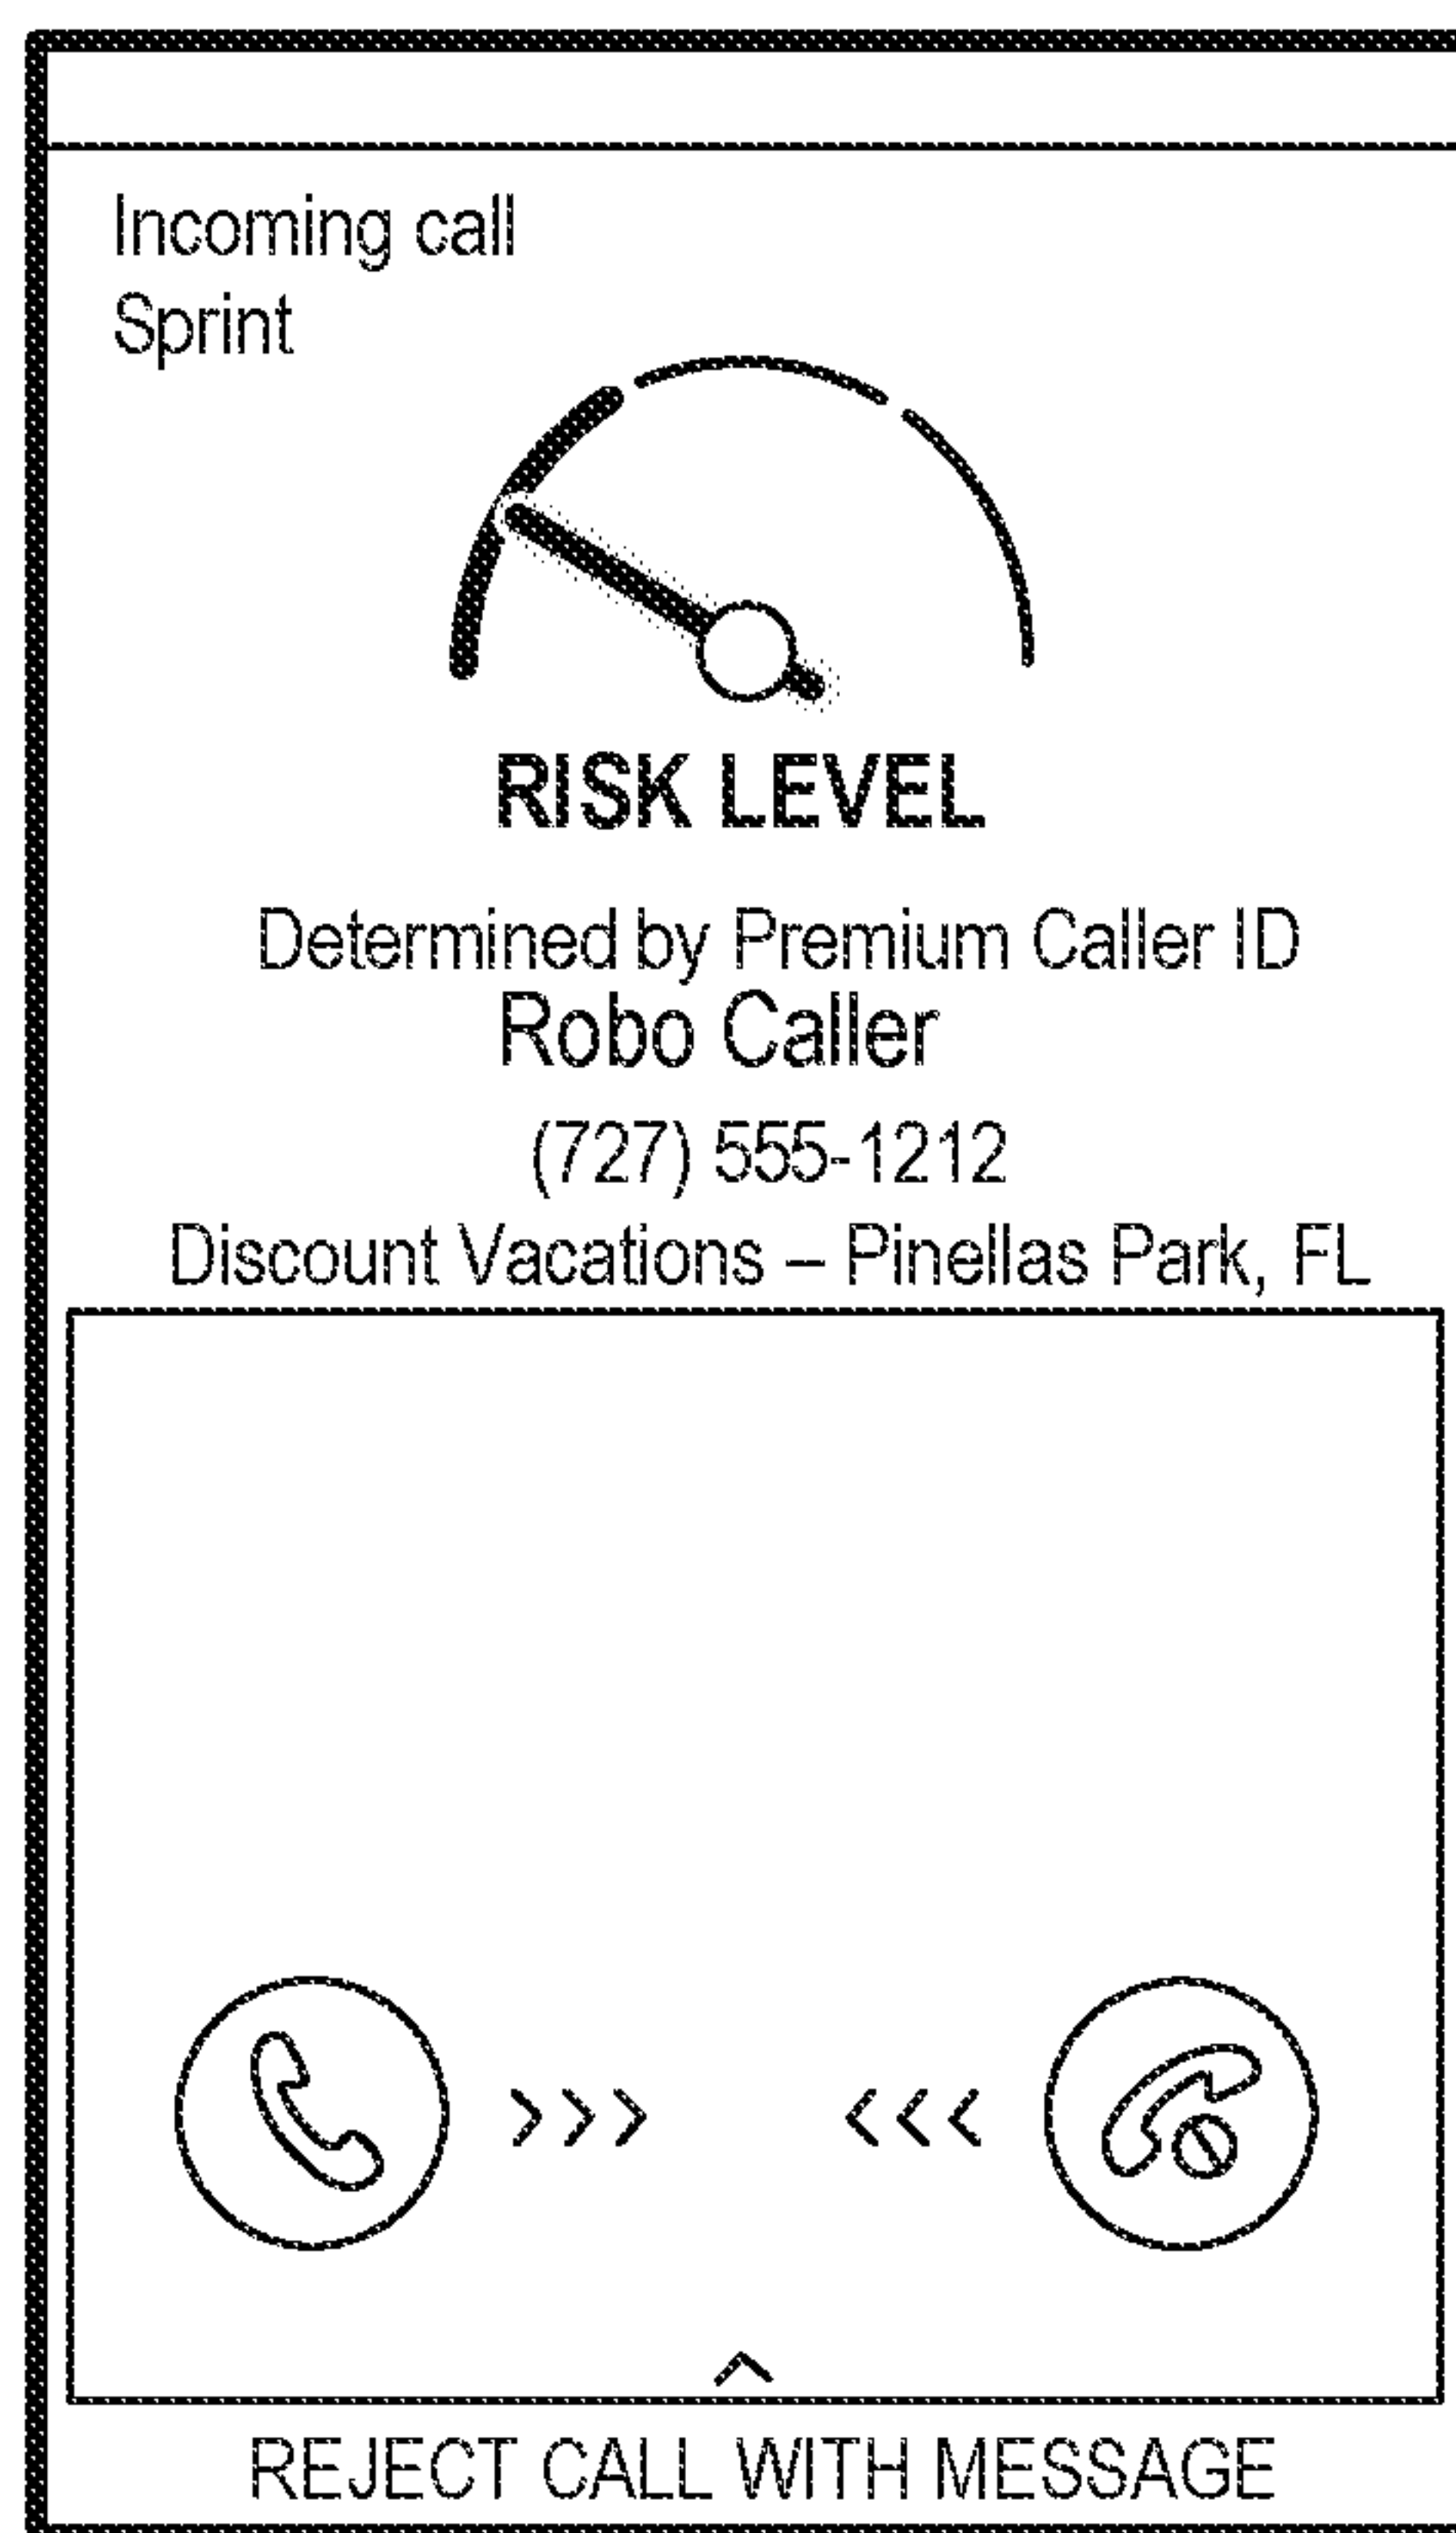 Incoming call
Sprint
RISK LEVEL
Determined by Premium Caller ID
Robo Caller
(727) 555-1212
Discount Vacations – Pinellas Park, FL
REJECT CALL WITH MESSAGE